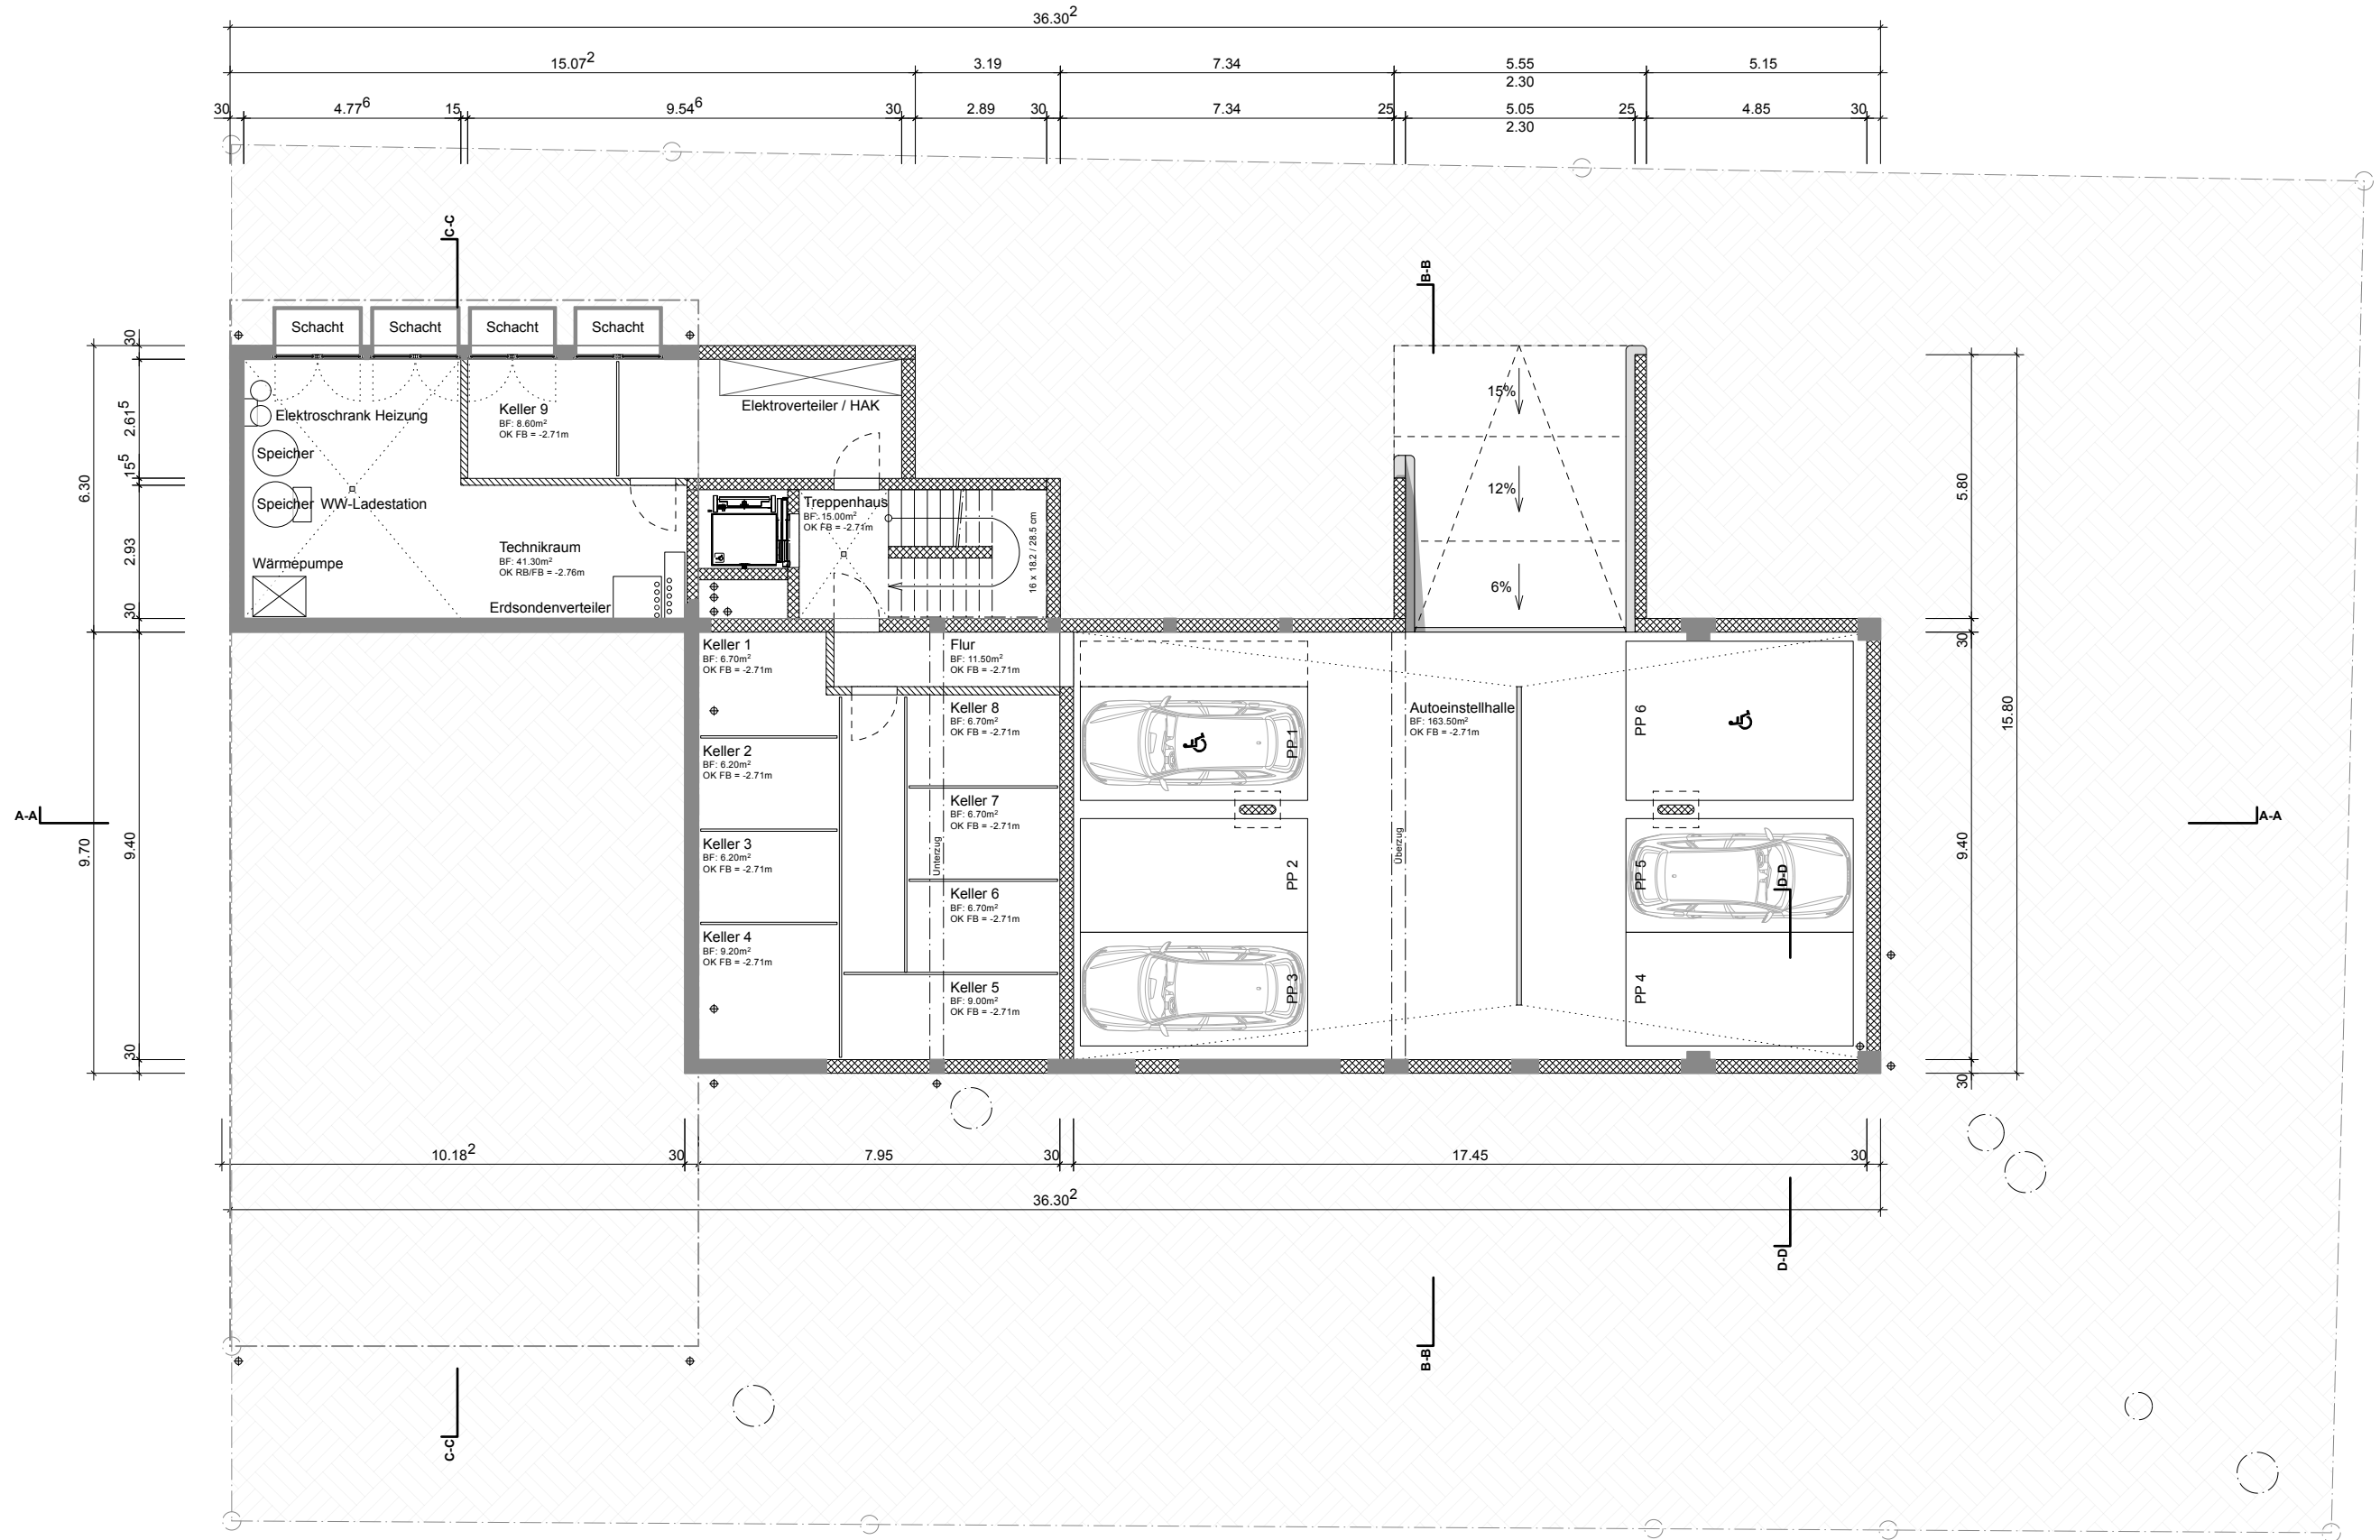 36.30²
15.07² 3.19 7.34 5.55 5.15
2.30
30 4.77⁶ 15 9.54⁶ 30 2.89 30 7.34 25 5.05 25 4.85 30
2.30
C-C
B-B
Schacht Schacht Schacht Schacht
30
2.61⁵
15⁵
2.93
30
6.30
9.40
9.70
30
Elektroschrank Heizung
Speicher
Speicher WW-Ladestation
Wärmepumpe
Keller 9
BF: 8.60m²
OK FB = -2.71m
Elektroverteiler / HAK
Technikraum
BF: 41.30m²
OK RB/FB = -2.76m
Erdsondenverteiler
Treppenhaus
BF: 15.00m²
OK FB = -2.71m
16 x 18.2 / 28.5 cm
15%
12%
6%
5.80
30
15.80
9.40
30
Keller 1
BF: 6.70m²
OK FB = -2.71m
Flur
BF: 11.50m²
OK FB = -2.71m
Keller 2
BF: 6.20m²
OK FB = -2.71m
Keller 8
BF: 6.70m²
OK FB = -2.71m
Keller 3
BF: 6.20m²
OK FB = -2.71m
Keller 7
BF: 6.70m²
OK FB = -2.71m
Keller 4
BF: 9.20m²
OK FB = -2.71m
Keller 6
BF: 6.70m²
OK FB = -2.71m
Keller 5
BF: 9.00m²
OK FB = -2.71m
Unterzug
Überzug
Autoeinstellhalle
BF: 163.50m²
OK FB = -2.71m
PP 1
PP 2
PP 3
PP 6
PP 5
PP 4
D-D
A-A
A-A
10.18² 30 7.95 30 17.45 30
36.30²
D-D
B-B
C-C